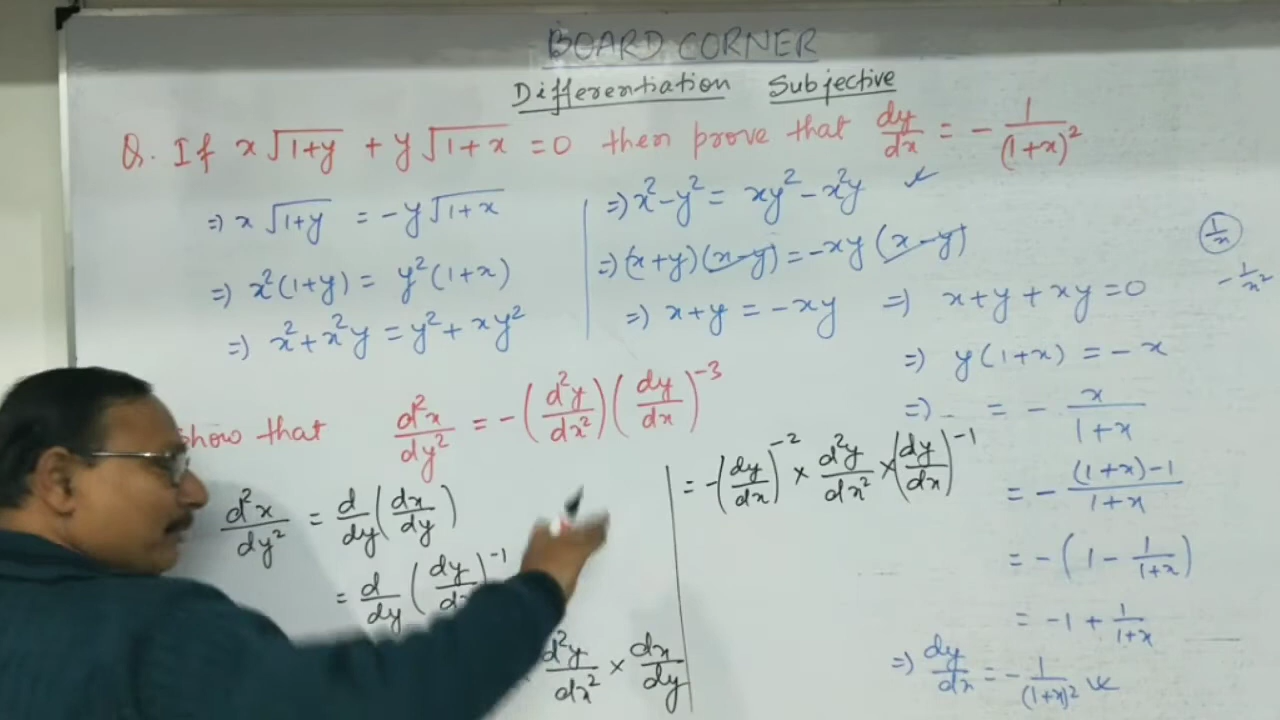 BOARD CORNER
Differentiation Subjective
Q. If x√(1+y) + y√(1+x) = 0 then prove that dy/dx = - 1/(1+x)²
⇒ x√(1+y) = -y√(1+x)
⇒ x²(1+y) = y²(1+x)
⇒ x²+x²y = y²+xy²
⇒ x²-y² = xy²-x²y
⇒ (x+y)(x-y) = -xy(x-y)
⇒ x+y = -xy ⇒ x+y+xy=0
⇒ y(1+x) = -x
⇒ = - x/(1+x)
= - ((1+x)-1)/(1+x)
= -(1 - 1/(1+x))
= -1 + 1/(1+x)
⇒ dy/dx = - 1/(1+x)²
1/x
- 1/x²
Show that d²x/dy² = -(d²y/dx²)(dy/dx)⁻³
d²x/dy² = d/dy(dx/dy)
= d/dy(dy/dx)⁻¹
d²y/dx² × dx/dy
= -(dy/dx)⁻² × d²y/dx² × (dy/dx)⁻¹